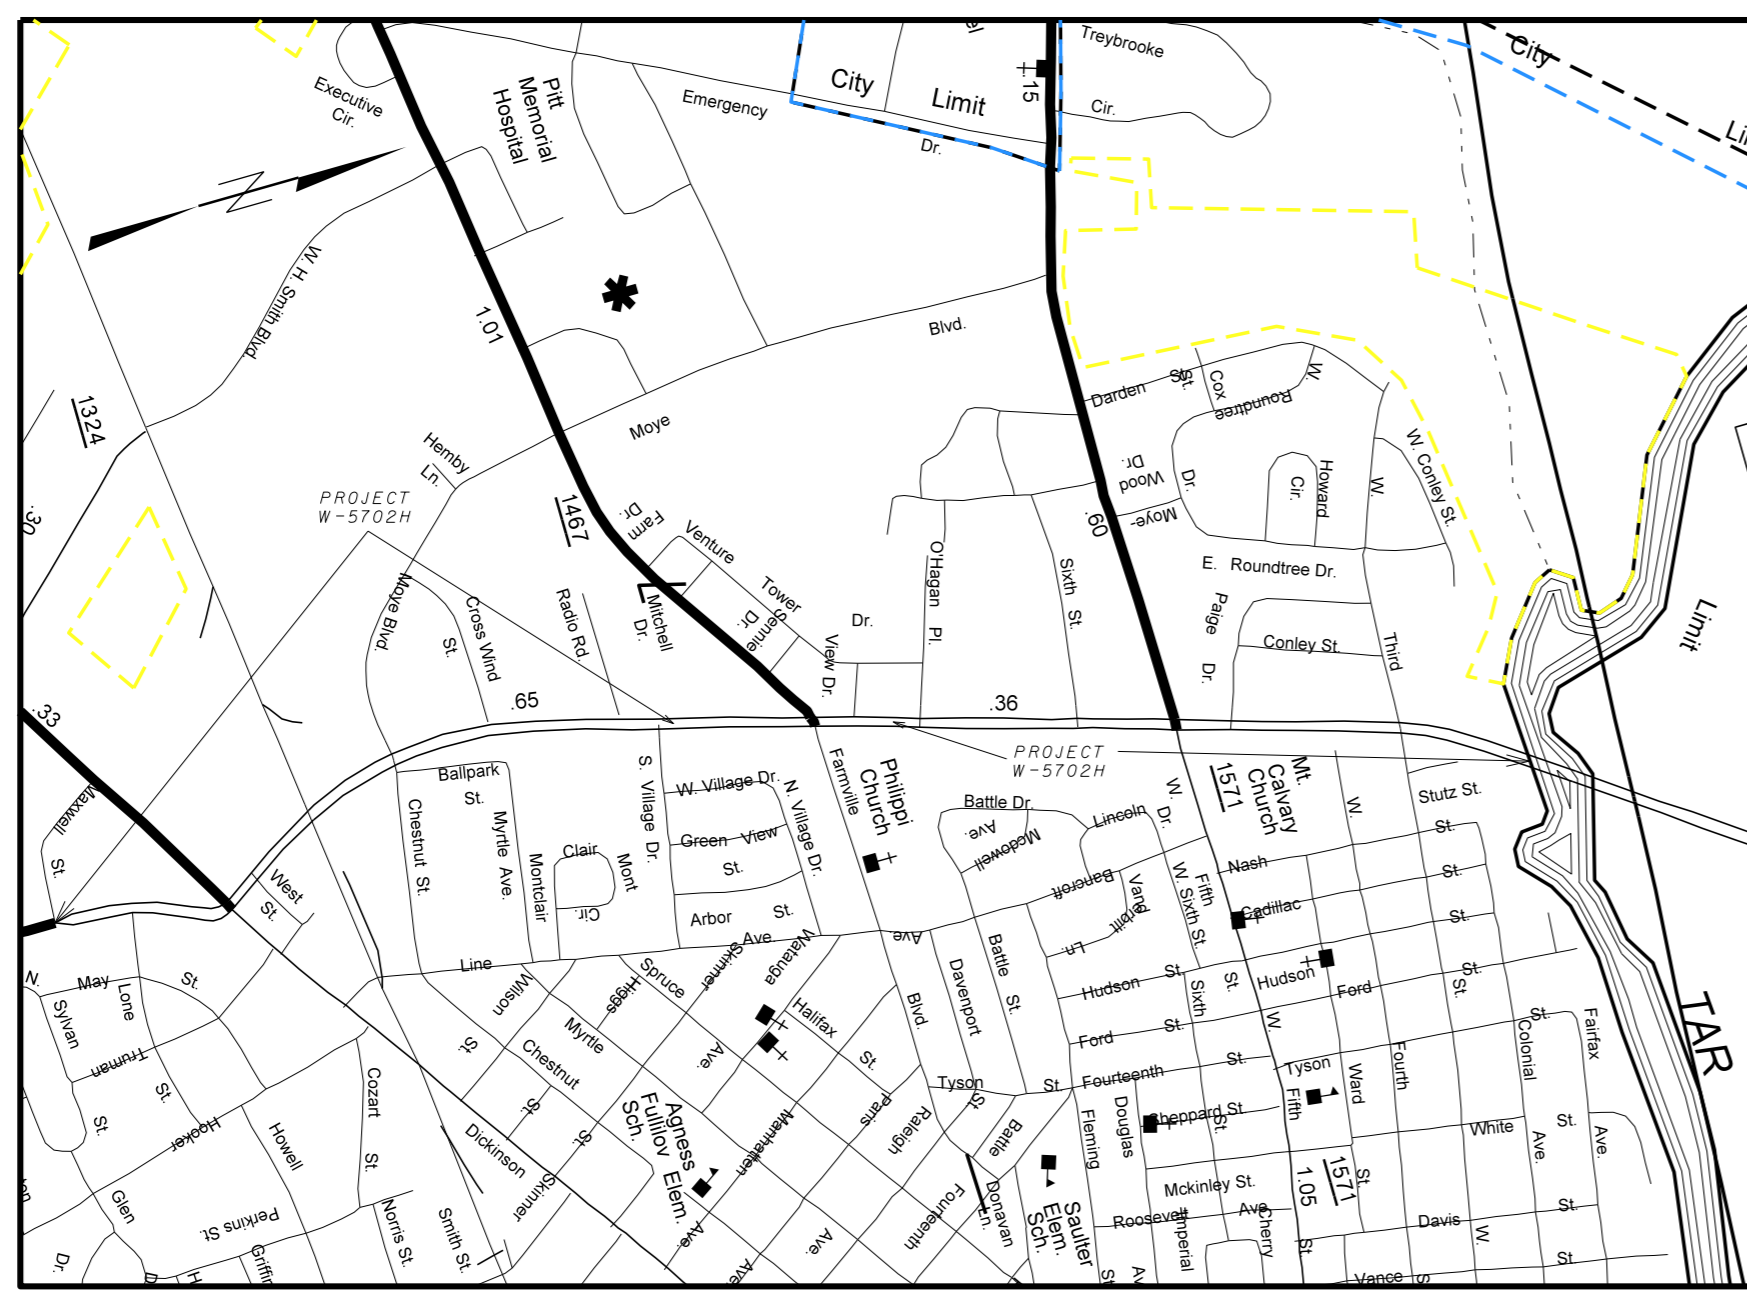 Executive
Cir.
Pitt
Memorial
Hospital
Emergency
Dr.
City
Limit
.15
Treybrooke
Cir.
City
W. H. Smith Blvd.
1.01
Blvd.
Moye
1324
.30
Hemby
Ln.
PROJECT
W-5702H
1467
Farm
Dr.
Venture
Tower
Sennie
Dr.
View Dr.
Dr.
Mitchell
Dr.
Radio Rd.
Cross Wind
St.
Moye Blvd.
O'Hagan Pl.
Sixth St.
.60
Darden St.
St.
Cox
Roundtree
W.
Wood
Dr.
Moye-
Dr.
Howard
Cir.
W.
W. Conley St.
E. Roundtree Dr.
Paige Dr.
Conley St.
Third
Limit
.33
.65
.36
PROJECT
W-5702H
Maxwell
St.
Ballpark
St.
Chestnut St.
Myrtle Ave.
Montclair
Clair
Mont
Cir.
S. Village Dr.
W. Village Dr.
Green View
St.
N. Village Dr.
Arbor St.
Farmville
Blvd.
Philippi
Church
Battle Dr.
Mcdowell
Ave.
Lincoln
W.
Dr.
1571
Mt.
Calvary
Church
W.
Stutz St.
St.
Nash
Bancroft
Ave.
Vanderbilt
Ln.
Fifth
St.
W. Sixth St.
Cadillac
St.
West
St.
Line
Ave.
N.
May St.
Lone
St.
Sylvan
St.
Truman
Wilson
St.
Higgs
Spruce
Skinner
Watauga
Ave.
Halifax
St.
Myrtle
Chestnut
St.
Davenport
Battle
St.
Hudson St.
Sixth
St.
Hudson
St.
Ford
St.
Ford St.
W.
Fourth
Colonial
Ave.
Fairfax
Ave.
TAR
Tyson St.
St.
Fourteenth St.
Tyson
St.
Fifth
Ward
St.
Fleming
St.
Douglas
Sheppard St.
White St.
Mckinley St.
1.05
1571
Hooker
Howell
Cozart
St.
Dickinson
Skinner
St.
Agness
Fullilov Elem.
Sch.
Manhatten
Ave.
Paris
Ave.
Raleigh
Ave.
Battle
Fourteenth
Donavan
Ln.
Saulter
Elem.
Sch.
Roosevelt Ave.
Imperial
Cherry
St.
Davis St.
W.
St.
Vance
Glen
Perkins St.
Norris St.
Smith St.
Griffin
Dr.